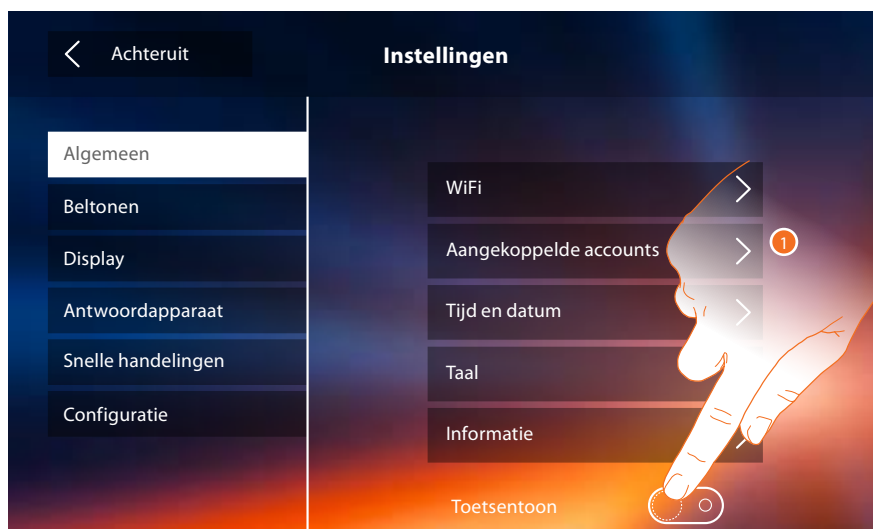 Achteruit
Instellingen
Algemeen
Beltonen
Display
Antwoordapparaat
Snelle handelingen
Configuratie
WiFi
Aangekoppelde accounts
1
Tijd en datum
Taal
Informatie
Toetsentoon